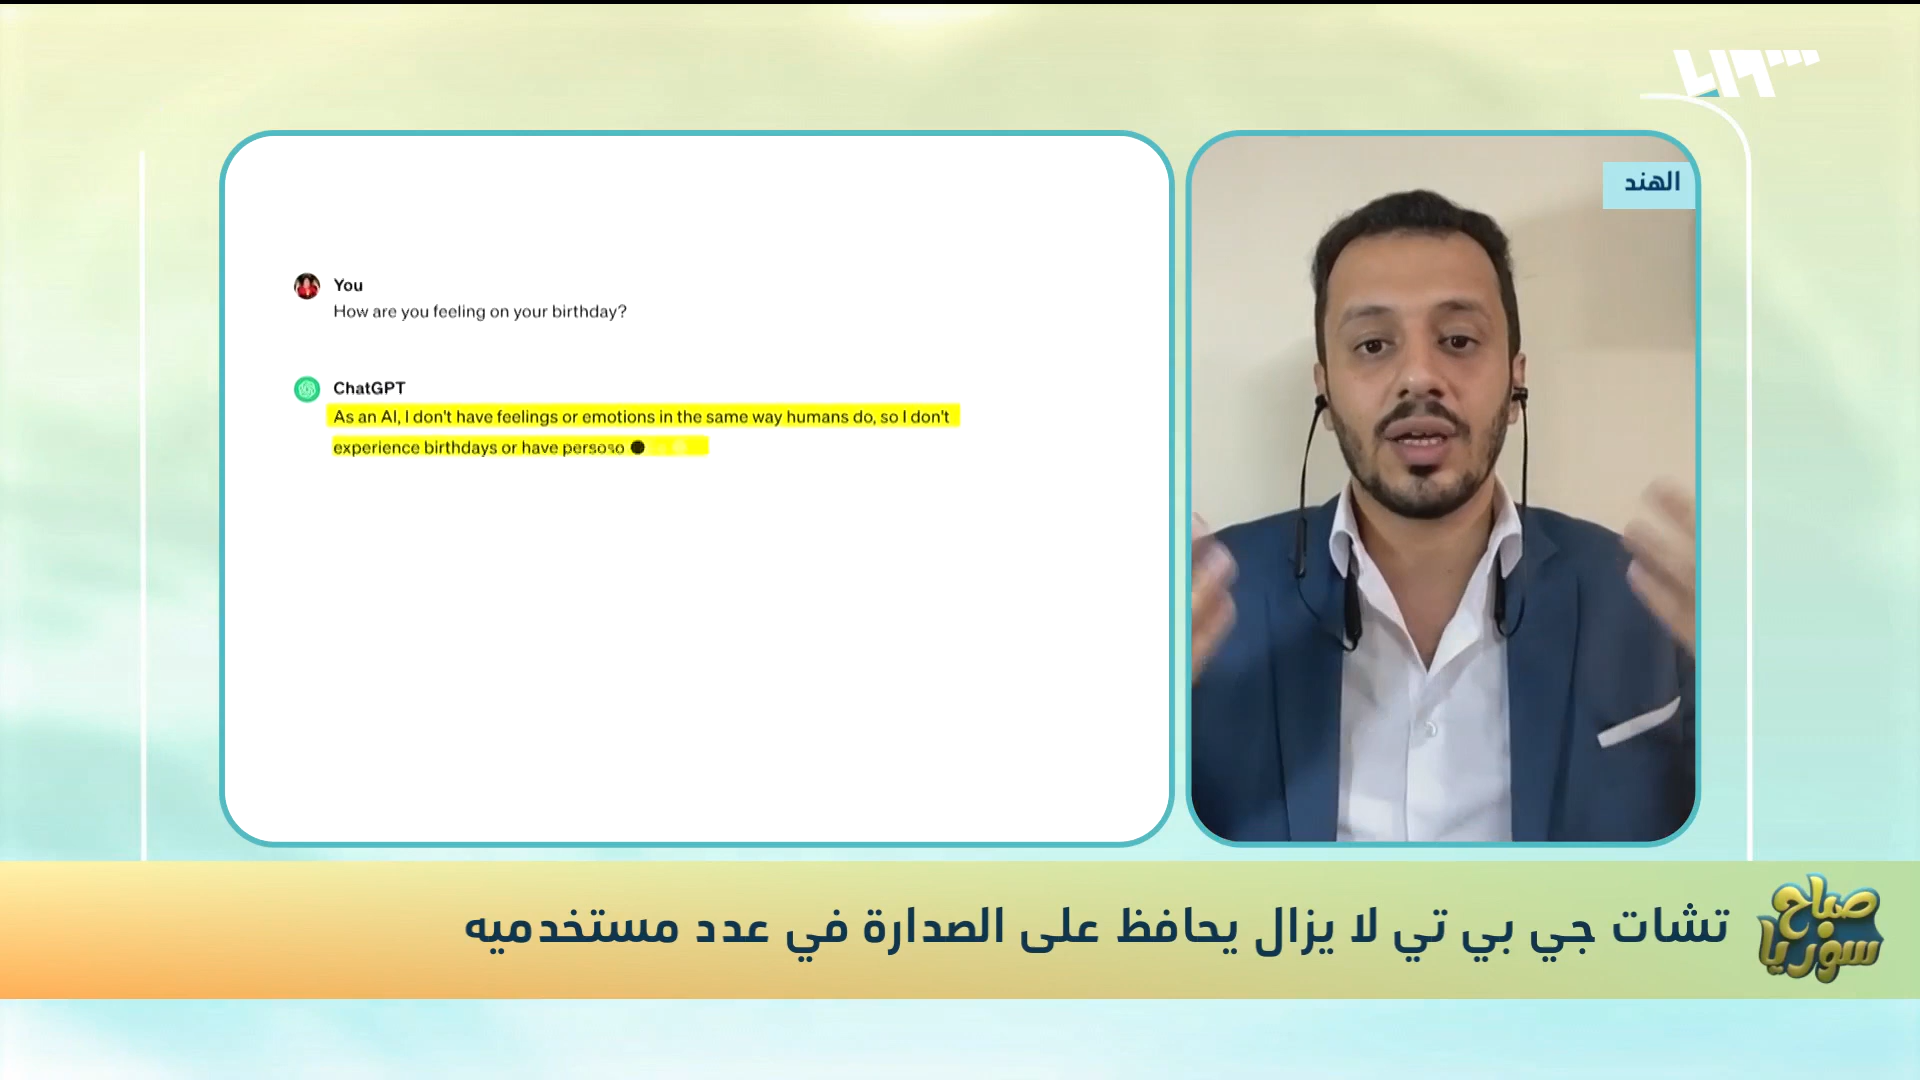 الهند
You
How are you feeling on your birthday?
ChatGPT
As an AI, I don't have feelings or emotions in the same way humans do, so I don't
experience birthdays or have persoso
تشات جي بي تي لا يزال يحافظ على الصدارة في عدد مستخدميه
صباح
سوريا